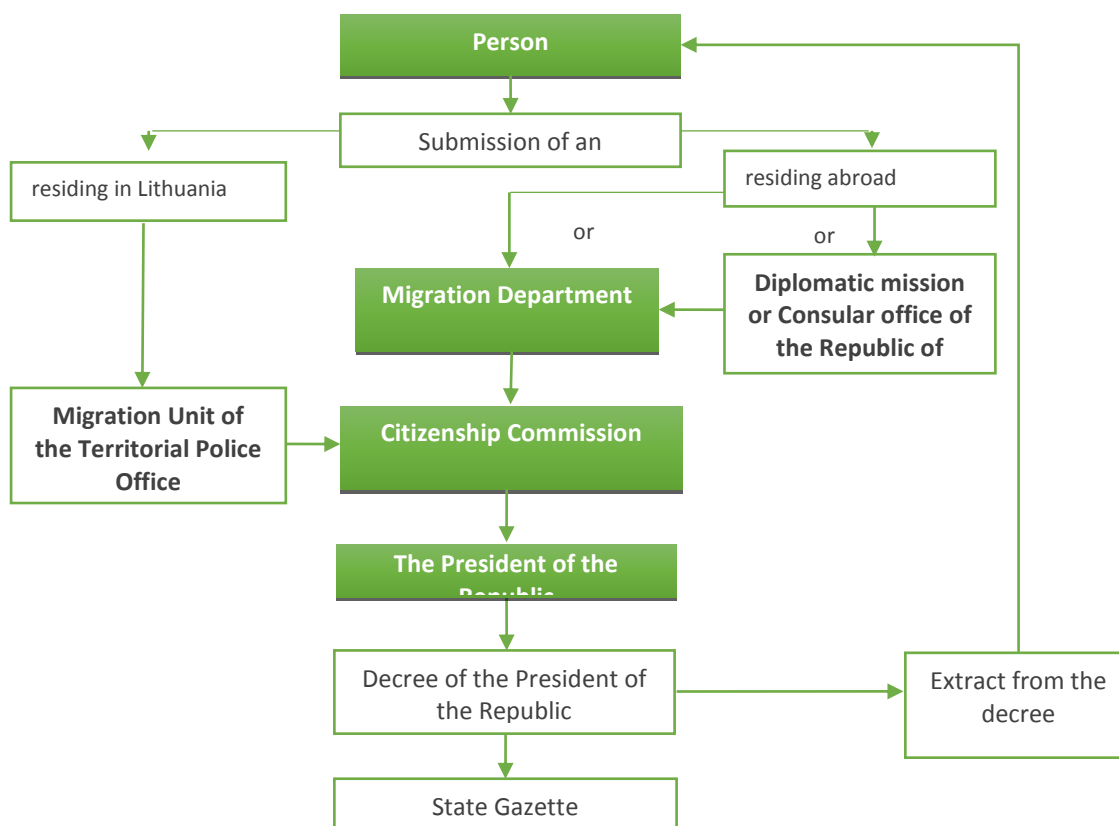 Person
Submission of an
residing in Lithuania
residing abroad
or
or
Migration Department
Diplomatic mission
or Consular office of
the Republic of
Migration Unit of
the Territorial Police
Office
Citizenship Commission
The President of the
Republic
Decree of the President of
the Republic
Extract from the
decree
State Gazette